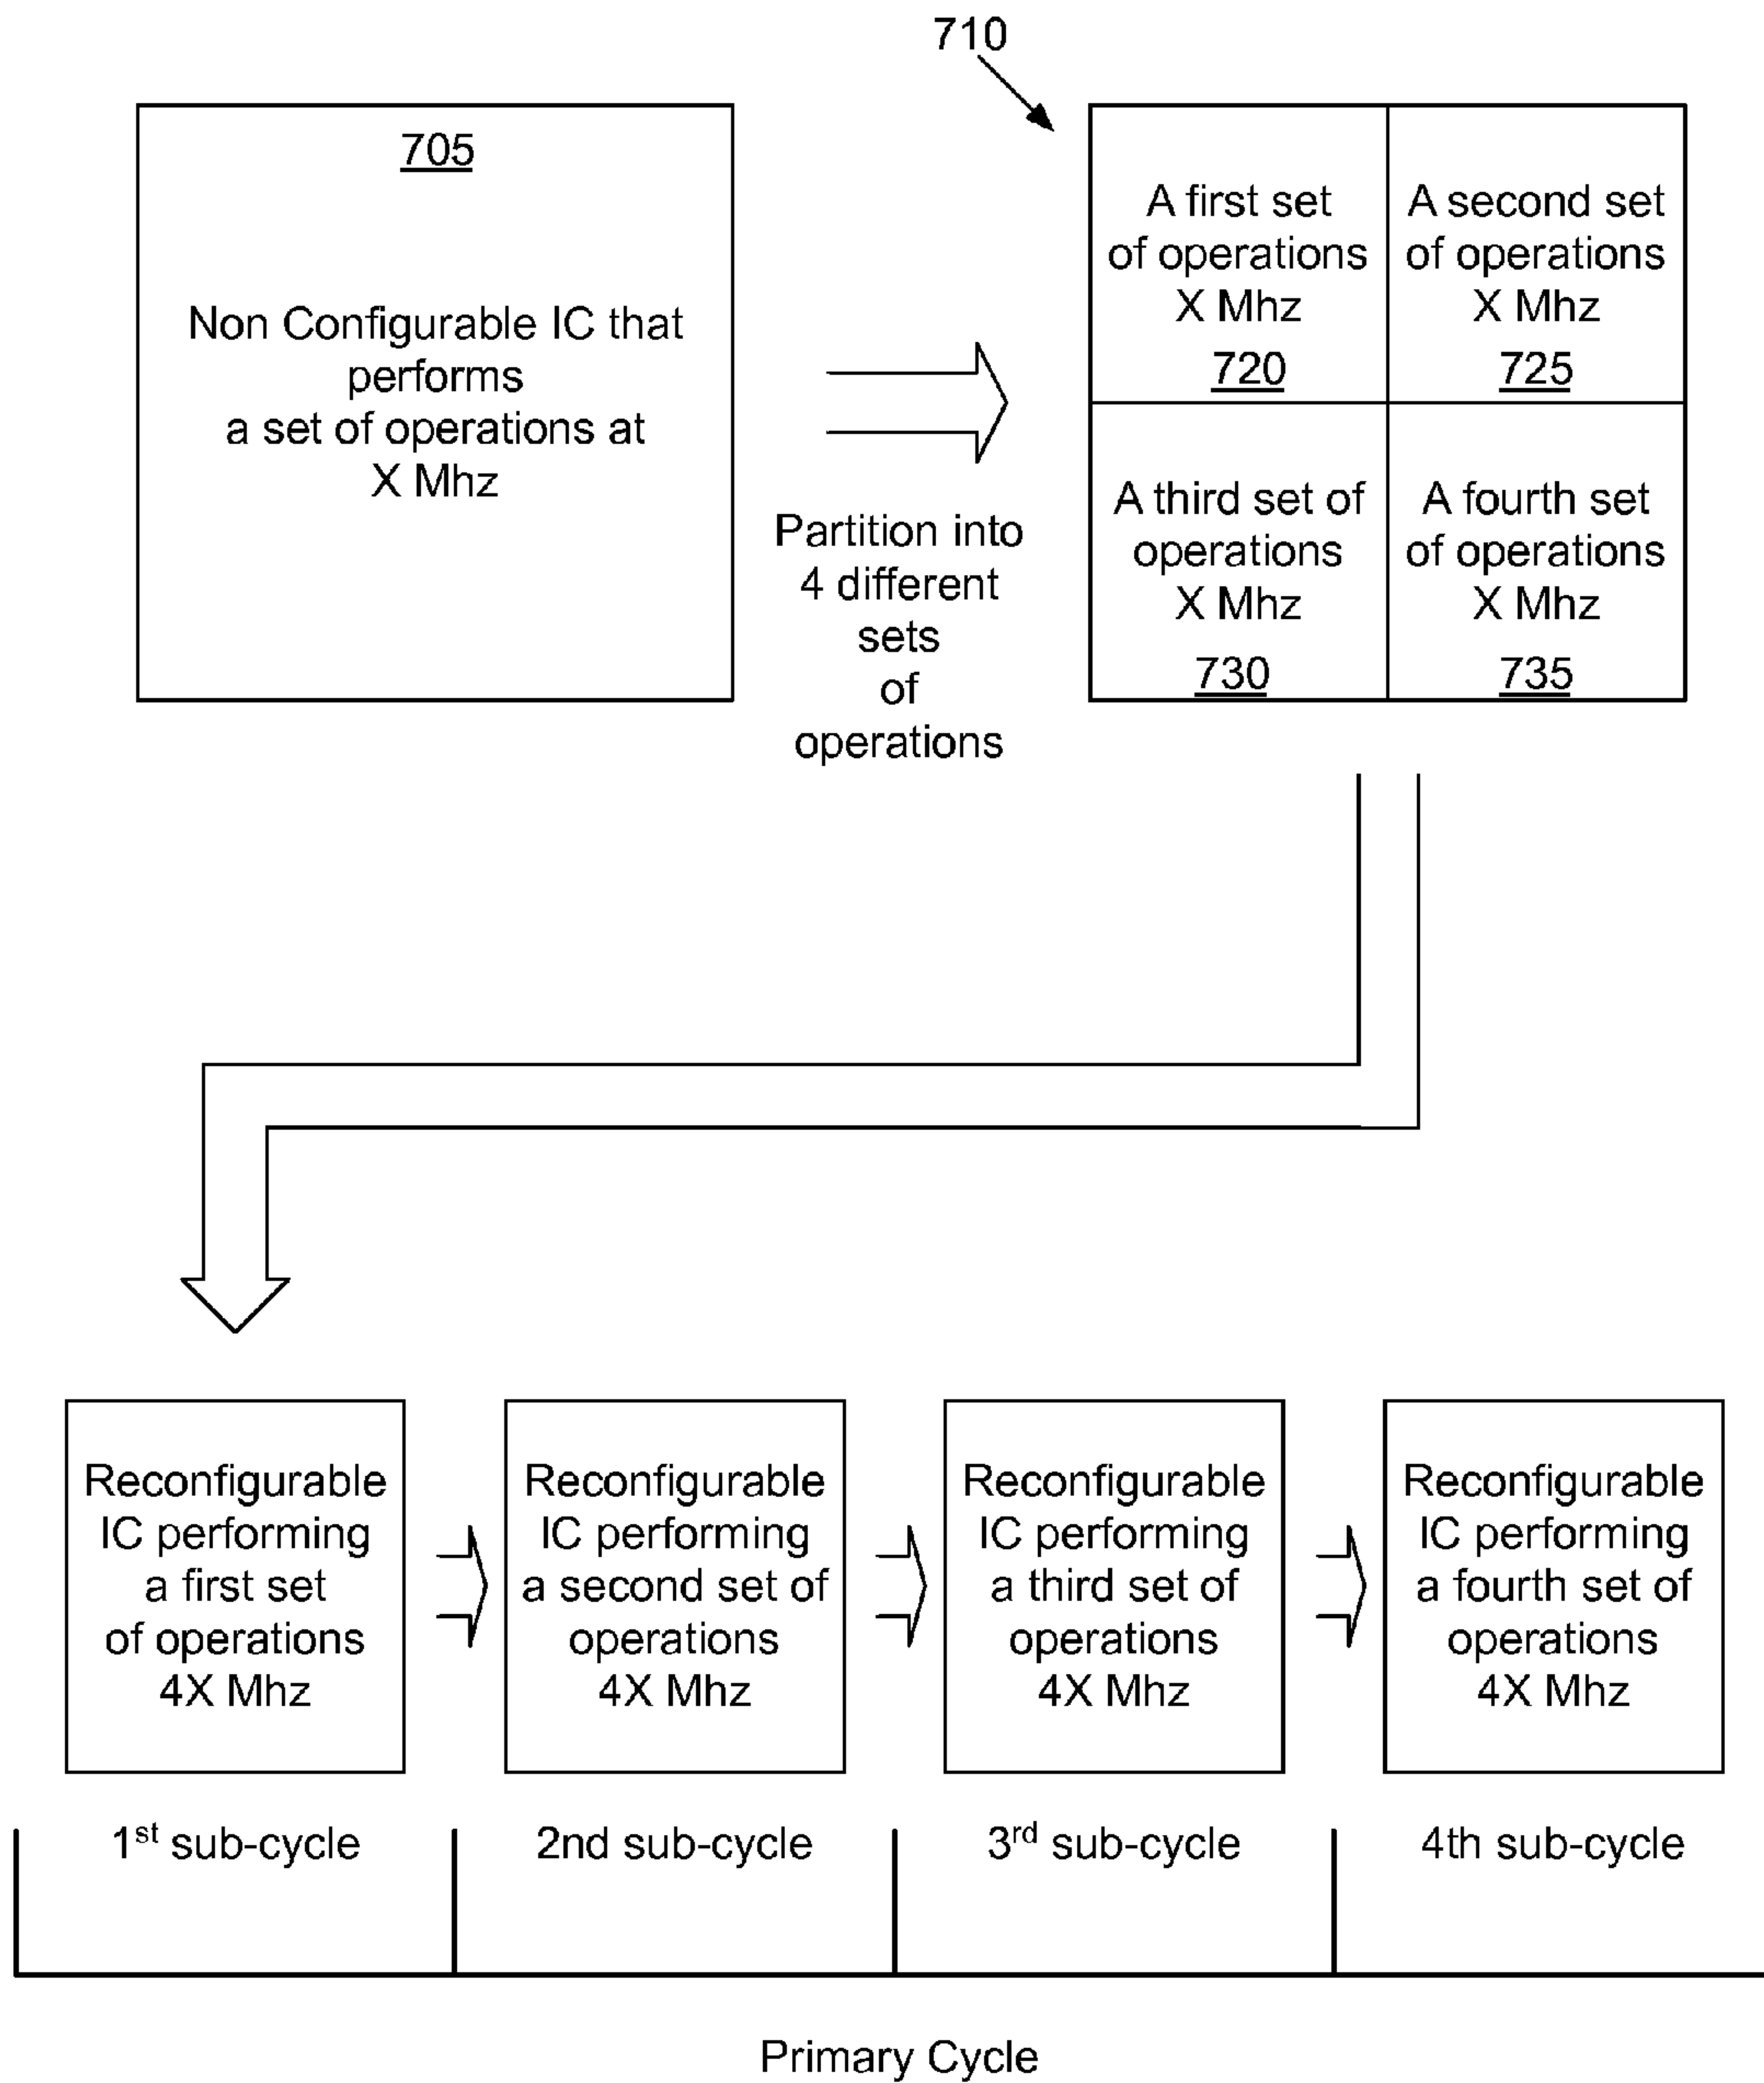 710
705
Non Configurable IC that
performs
a set of operations at
X Mhz
Partition into
4 different
sets
of
operations
A first set
of operations
X Mhz
720
A second set
of operations
X Mhz
725
A third set of
operations
X Mhz
730
A fourth set
of operations
X Mhz
735
Reconfigurable
IC performing
a first set
of operations
4X Mhz
Reconfigurable
IC performing
a second set of
operations
4X Mhz
Reconfigurable
IC performing
a third set of
operations
4X Mhz
Reconfigurable
IC performing
a fourth set of
operations
4X Mhz
1st sub-cycle
2nd sub-cycle
3rd sub-cycle
4th sub-cycle
Primary Cycle